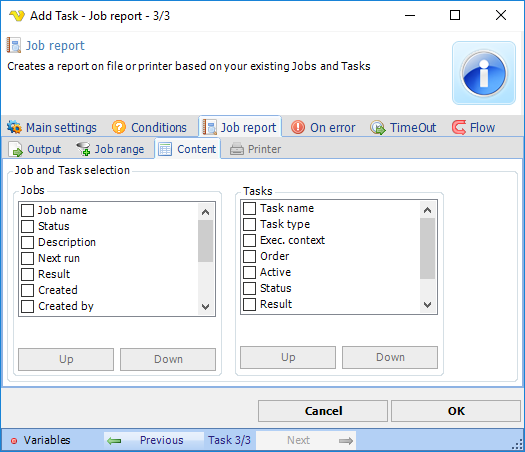 Add Task - Job report - 3/3
Job report
Creates a report on file or printer based on your existing Jobs and Tasks
Main settings Conditions Job report On error TimeOut Flow
Output Job range Content Printer
Job and Task selection
Jobs
Job name
Status
Description
Next run
Result
Created
Created by
Up Down
Tasks
Task name
Task type
Exec. context
Order
Active
Status
Result
Up Down
Cancel OK
Variables Previous Task 3/3 Next